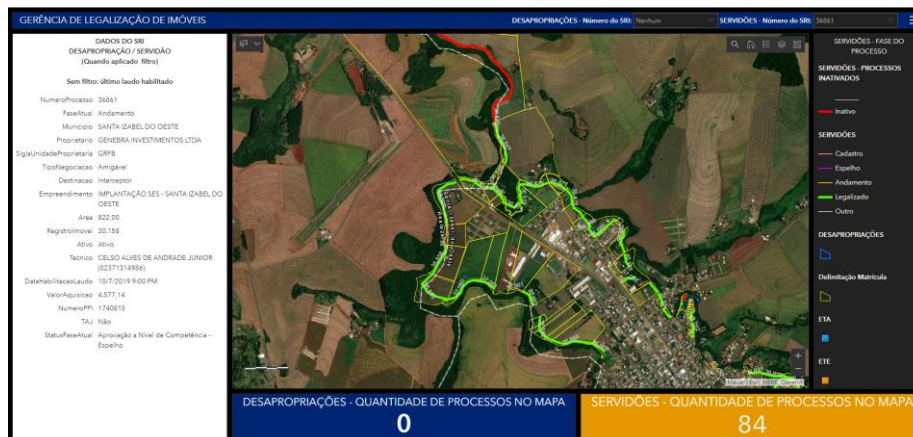 GERÊNCIA DE LEGALIZAÇÃO DE IMÓVEIS
DESAPROPRIAÇÕES - Número do SRI: Nenhum
SERVIDÕES - Número do SRI: 36861
DADOS DO SRI
DESAPROPRIAÇÃO / SERVIDÃO
(Quando aplicado filtro)
Sem filtro: último laudo habilitado
NumeroProcesso 36861
FaseAtual Andamento
Municipio SANTA IZABEL DO OESTE
Proprietario GENEBRA INVESTIMENTOS LTDA
SiglaUnidadeProprietaria GRFB
TipoNegociacao Amigável
Destinacao Interceptor
Empreendimento IMPLANTAÇÃO SES - SANTA IZABEL DO
OESTE
Area 822,00
RegistroImovel 30.158
Ativo Ativo
Tecnico CELSO ALVES DE ANDRADE JUNIOR
(02371314986)
DataHabilitacaoLaudo 10/7/2019 9:00 PM
ValorAquisicao 4.577,14
NumeroPPI 1740815
TAJ Não
StatusFaseAtual Aprovação a Nível de Competência -
Espelho
SERVIDÕES - FASE DO
PROCESSO
SERVIDÕES - PROCESSOS
INATIVADOS
Inativo
SERVIDÕES
Cadastro
Espelho
Andamento
Legalizado
Outro
DESAPROPRIAÇÕES
Delimitação Matrícula
ETA
ETE
DESAPROPRIAÇÕES - QUANTIDADE DE PROCESSOS NO MAPA
0
SERVIDÕES - QUANTIDADE DE PROCESSOS NO MAPA
84